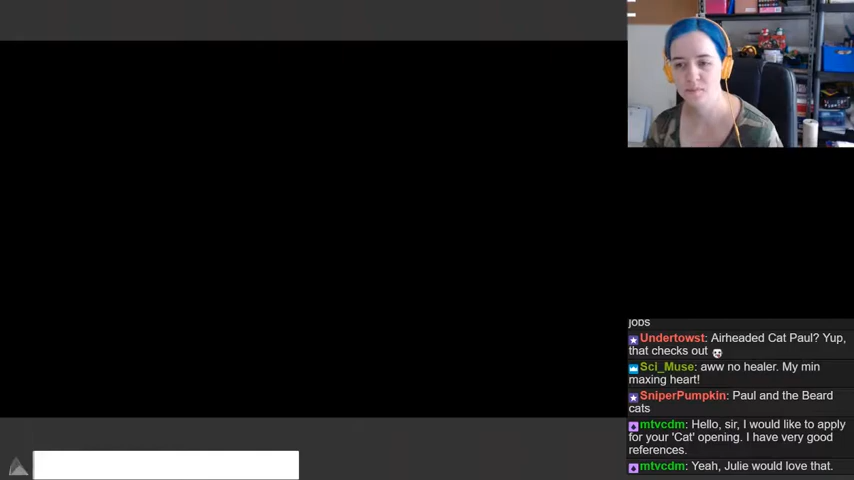 jobs
Undertowst: Airheaded Cat Paul? Yup,
that checks out
Sci_Muse: aww no healer. My min
maxing heart!
SniperPumpkin: Paul and the Beard
cats
mtvcdm: Hello, sir, I would like to apply
for your 'Cat' opening. I have very good
references.
mtvcdm: Yeah, Julie would love that.